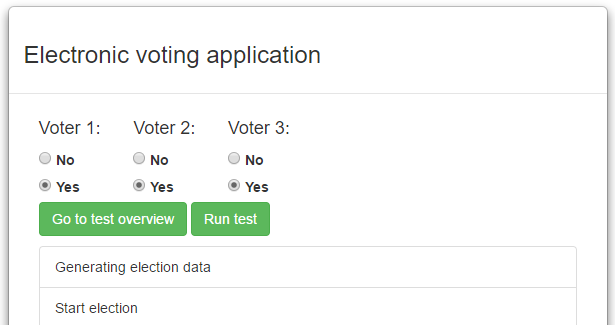 Electronic voting application
Voter 1: Voter 2: Voter 3:
No No No
Yes Yes Yes
Go to test overview Run test
Generating election data
Start election